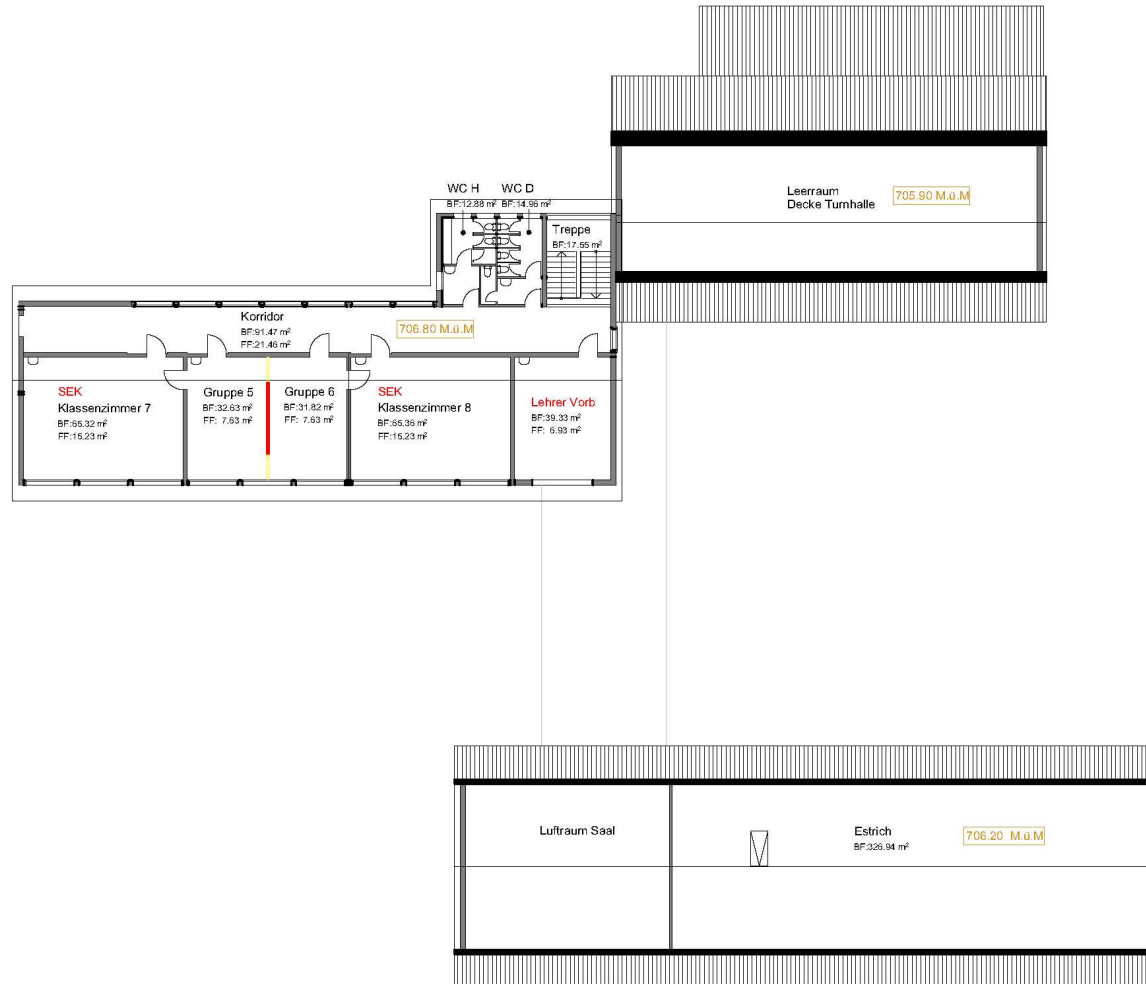 WC H
BF:12.88 m²
WC D
BF:14.96 m²
Treppe
BF:17.55 m²
Leerraum
Decke Turnhalle
705.90 M.ü.M
Korridor
BF:91.47 m²
FF:21.46 m²
706.80 M.ü.M
SEK
Klassenzimmer 7
BF:65.32 m²
FF:15.23 m²
Gruppe 5
BF:32.63 m²
FF: 7.63 m²
Gruppe 6
BF:31.82 m²
FF: 7.63 m²
SEK
Klassenzimmer 8
BF:65.36 m²
FF:15.23 m²
Lehrer Vorb
BF:39.33 m²
FF: 6.93 m²
Luftraum Saal
Estrich
BF:326.94 m²
706.20 M.ü.M